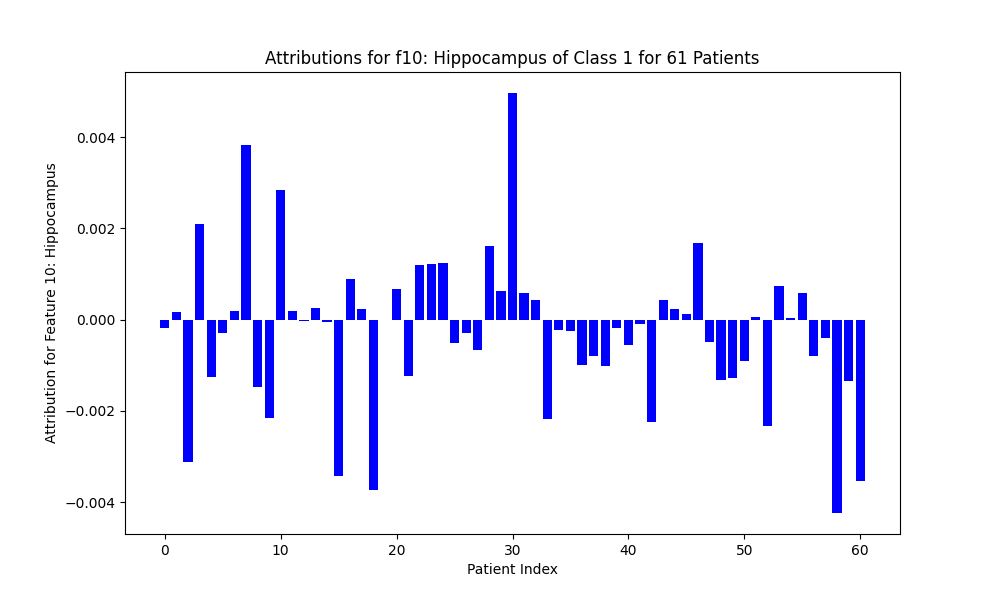 Attributions for f10: Hippocampus of Class 1 for 61 Patients
Attribution for Feature 10: Hippocampus
0.004
0.002
0.000
−0.002
−0.004
0 10 20 30 40 50 60
Patient Index